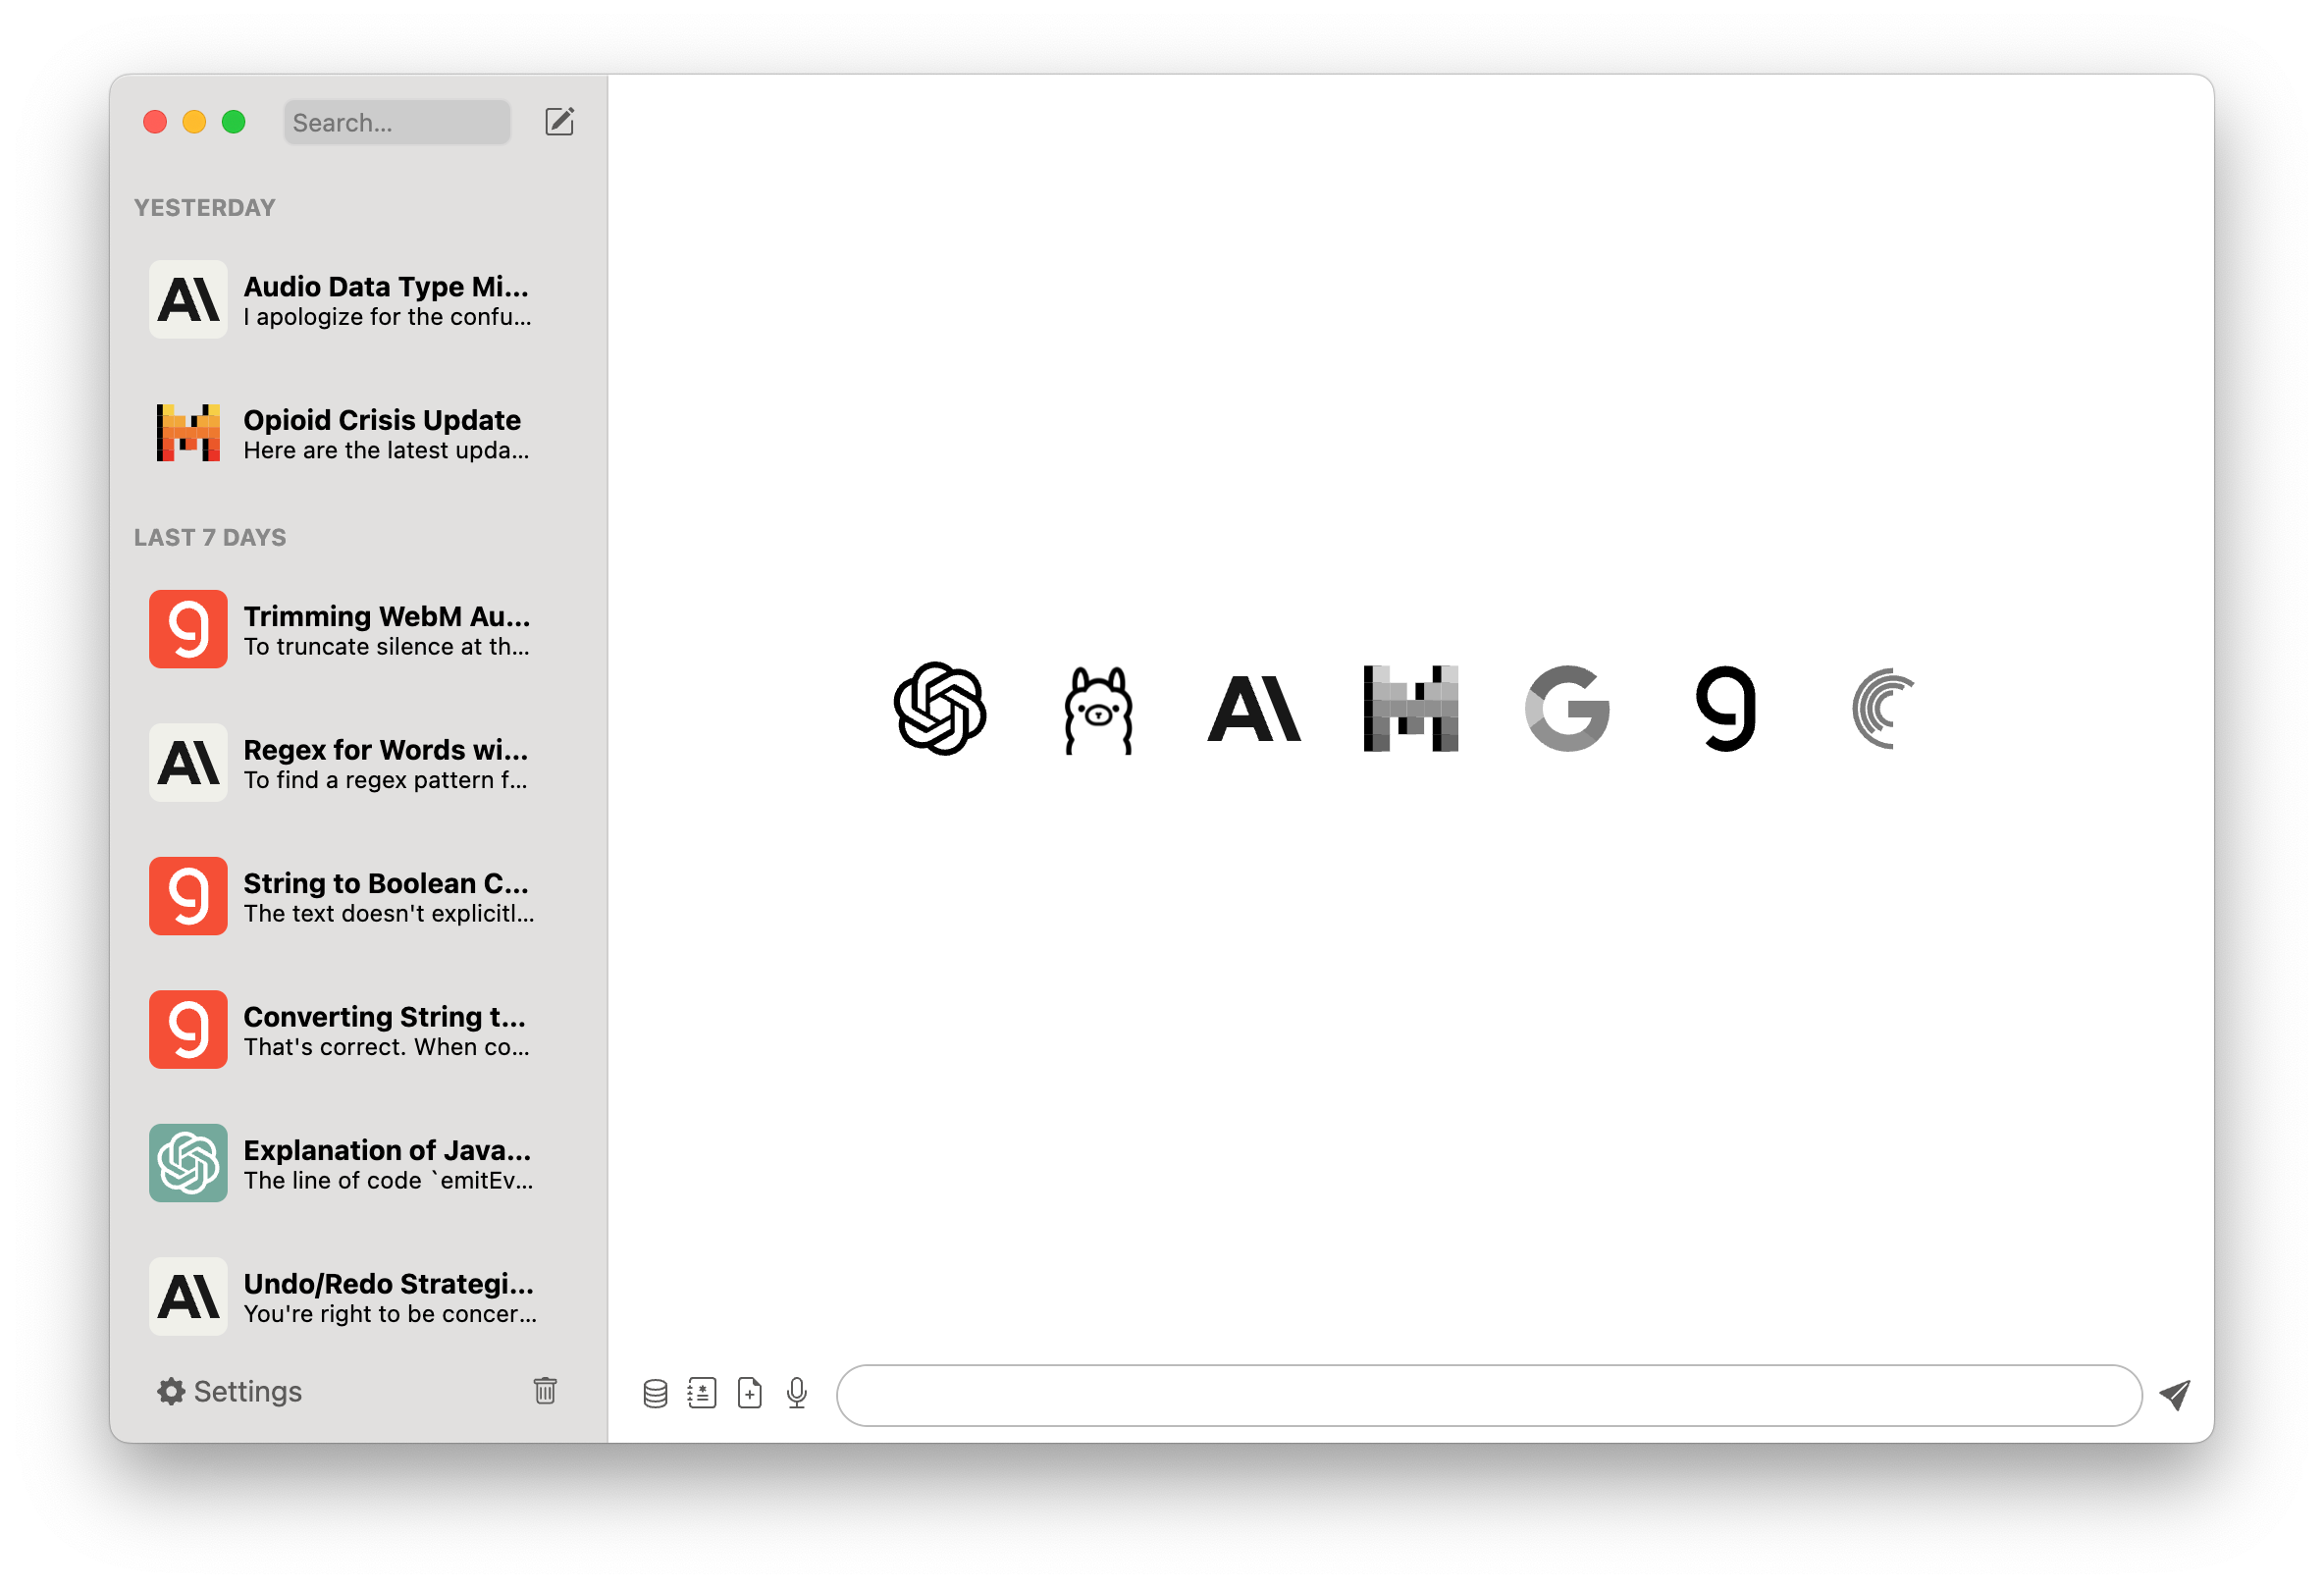 Search...
YESTERDAY
Audio Data Type Mi...
I apologize for the confu...
Opioid Crisis Update
Here are the latest upda...
LAST 7 DAYS
Trimming WebM Au...
To truncate silence at th...
Regex for Words wi...
To find a regex pattern f...
String to Boolean C...
The text doesn't explicitl...
Converting String t...
That's correct. When co...
Explanation of Java...
The line of code `emitEv...
Undo/Redo Strategi...
You're right to be concer...
Settings